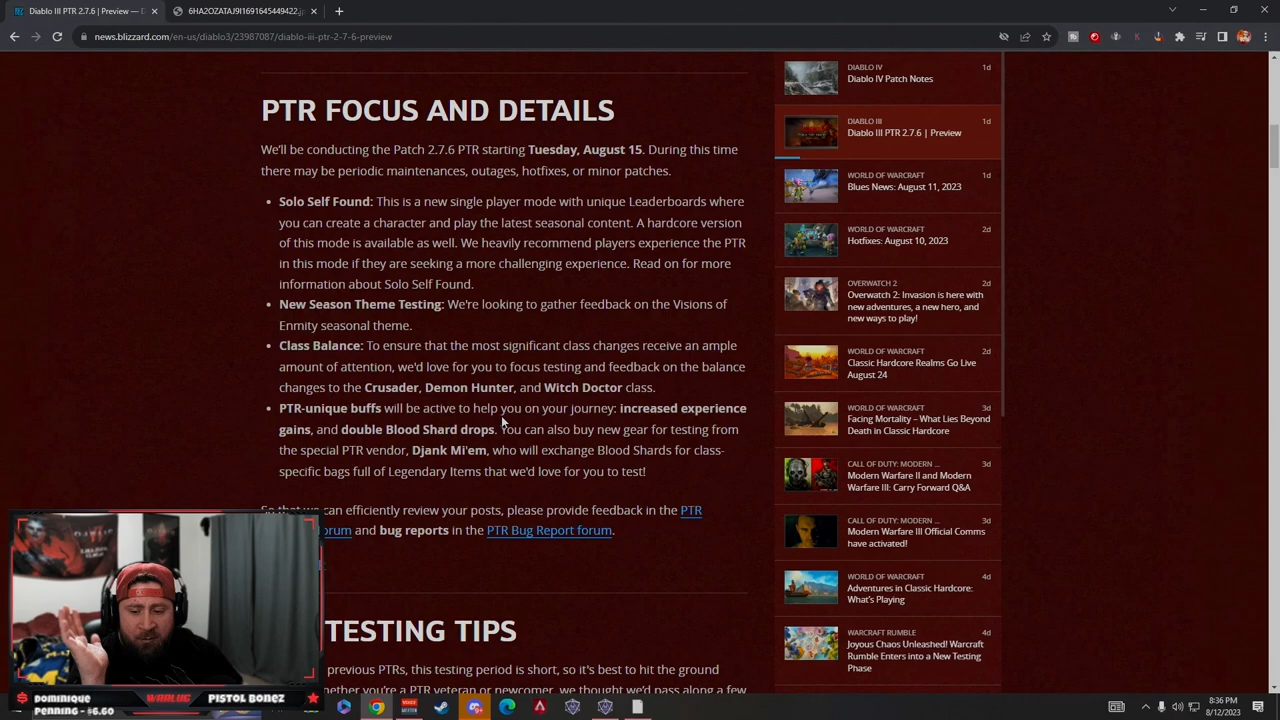 Diablo III PTR 2.7.6 | Preview —
6HA2OZATAJ9I1691645449422.j
news.blizzard.com/en-us/diablo3/23987087/diablo-iii-ptr-2-7-6-preview
PTR FOCUS AND DETAILS
We'll be conducting the Patch 2.7.6 PTR starting Tuesday, August 15. During this time
there may be periodic maintenances, outages, hotfixes, or minor patches.
• Solo Self Found: This is a new single player mode with unique Leaderboards where
you can create a character and play the latest seasonal content. A hardcore version
of this mode is available as well. We heavily recommend players experience the PTR
in this mode if they are seeking a more challenging experience. Read on for more
information about Solo Self Found.
• New Season Theme Testing: We're looking to gather feedback on the Visions of
Enmity seasonal theme.
• Class Balance: To ensure that the most significant class changes receive an ample
amount of attention, we'd love for you to focus testing and feedback on the balance
changes to the Crusader, Demon Hunter, and Witch Doctor class.
• PTR-unique buffs will be active to help you on your journey: increased experience
gains, and double Blood Shard drops. You can also buy new gear for testing from
the special PTR vendor, Djank Mi'em, who will exchange Blood Shards for class-
specific bags full of Legendary Items that we'd love for you to test!
So that we can efficiently review your posts, please provide feedback in the PTR
orum and bug reports in the PTR Bug Report forum.
TESTING TIPS
previous PTRs, this testing period is short, so it's best to hit the ground
hether you're a PTR veteran or newcomer, we thought we'd pass along a few
DIABLO IV 1d
Diablo IV Patch Notes
DIABLO III 1d
Diablo III PTR 2.7.6 | Preview
WORLD OF WARCRAFT 1d
Blues News: August 11, 2023
WORLD OF WARCRAFT 2d
Hotfixes: August 10, 2023
OVERWATCH 2 2d
Overwatch 2: Invasion is here with
new adventures, a new hero, and
new ways to play!
WORLD OF WARCRAFT 2d
Classic Hardcore Realms Go Live
August 24
WORLD OF WARCRAFT 3d
Facing Mortality – What Lies Beyond
Death in Classic Hardcore
CALL OF DUTY: MODERN ... 3d
Modern Warfare II and Modern
Warfare III: Carry Forward Q&A
CALL OF DUTY: MODERN ... 3d
Modern Warfare III Official Comms
have activated!
WORLD OF WARCRAFT 4d
Adventures in Classic Hardcore:
What's Playing
WARCRAFT RUMBLE 4d
Joyous Chaos Unleashed! Warcraft
Rumble Enters into a New Testing
Phase
Dominique
Penning - $6.60
WARLUG
PISTOL BONEZ
8:36 PM
8/12/2023